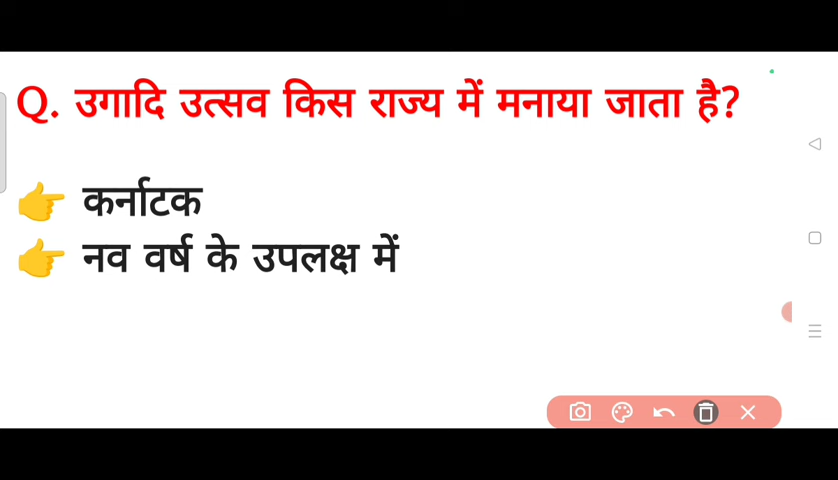 Q. उगादि उत्सव किस राज्य में मनाया जाता है?
👉 कर्नाटक
👉 नव वर्ष के उपलक्ष में